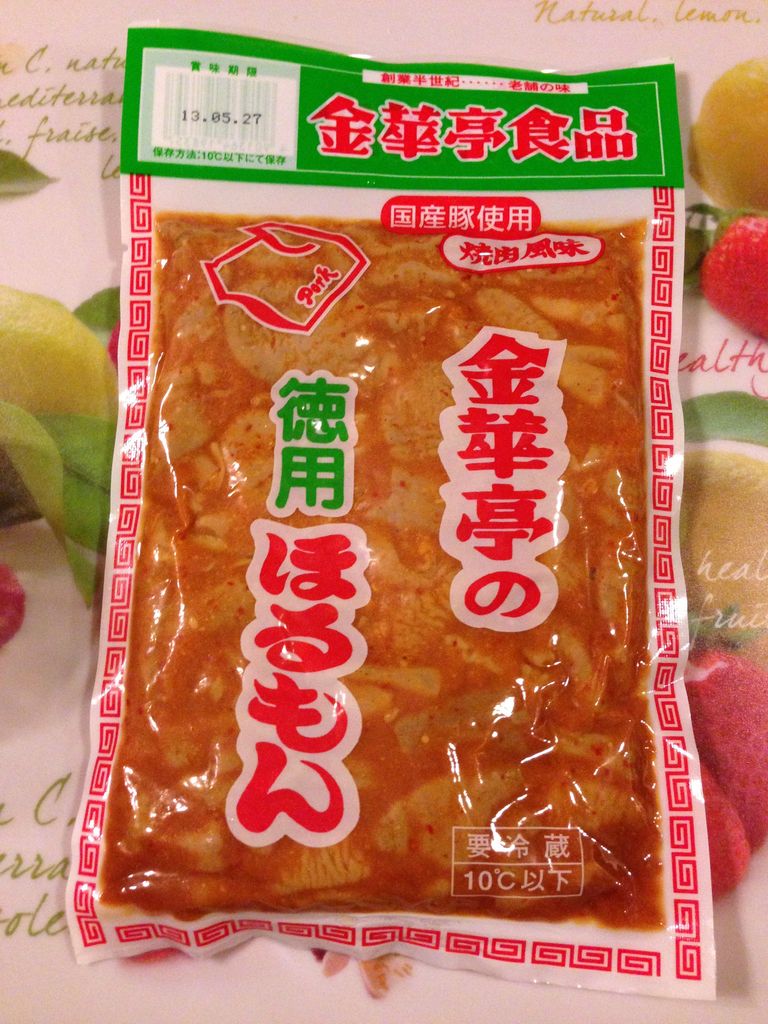 Natural. lemon.
賞味期限
13.05.27
保存方法:10℃以下にて保存
創業半世紀……老舗の味
金華亭食品
国産豚使用
焼肉風味
Pork
金華亭の
徳用
ほるもん
要冷蔵
10℃以下